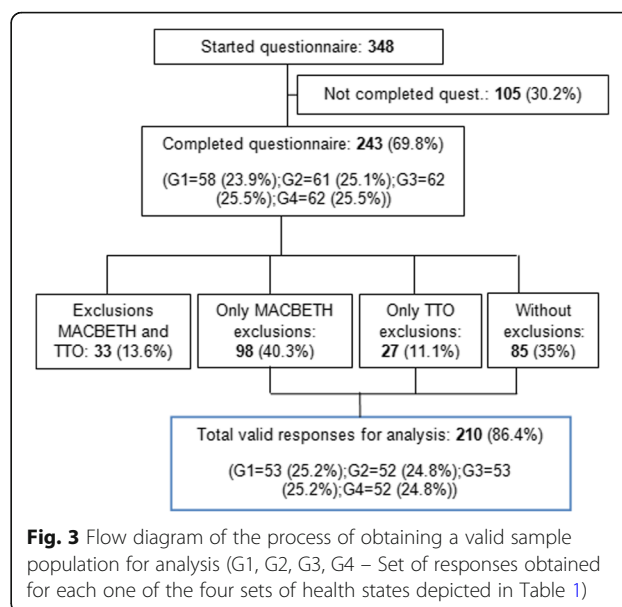 Started questionnaire: 348
Not completed quest.: 105 (30.2%)
Completed questionnaire: 243 (69.8%)
(G1=58 (23.9%);G2=61 (25.1%);G3=62
(25.5%);G4=62 (25.5%))
Exclusions
MACBETH and
TTO: 33 (13.6%)
Only MACBETH
exclusions:
98 (40.3%)
Only TTO
exclusions:
27 (11.1%)
Without
exclusions:
85 (35%)
Total valid responses for analysis: 210 (86.4%)
(G1=53 (25.2%);G2=52 (24.8%);G3=53
(25.2%);G4=52 (24.8%))
Fig. 3 Flow diagram of the process of obtaining a valid sample
population for analysis (G1, G2, G3, G4 – Set of responses obtained
for each one of the four sets of health states depicted in Table 1)